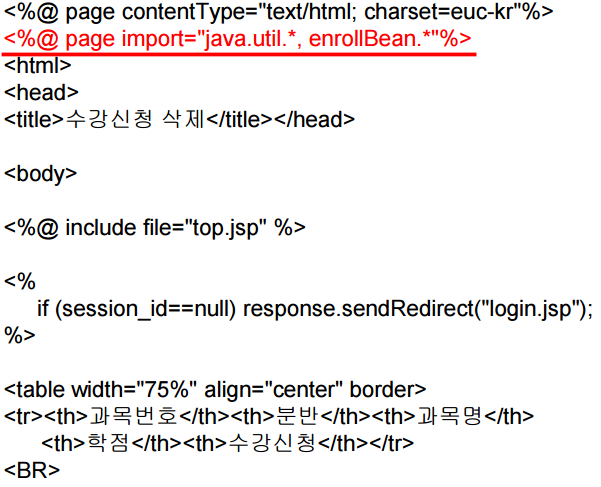 <%@ page contentType="text/html; charset=euc-kr"%>
<%@ page import="java.util.*, enrollBean.*"%>
<html>
<head>
<title>수강신청 삭제</title></head>
<body>
<%@ include file="top.jsp" %>
<%
if (session_id==null) response.sendRedirect("login.jsp");
%>
<table width="75%" align="center" border>
<tr><th>과목번호</th><th>분반</th><th>과목명</th>
<th>학점</th><th>수강신청</th></tr>
<BR>